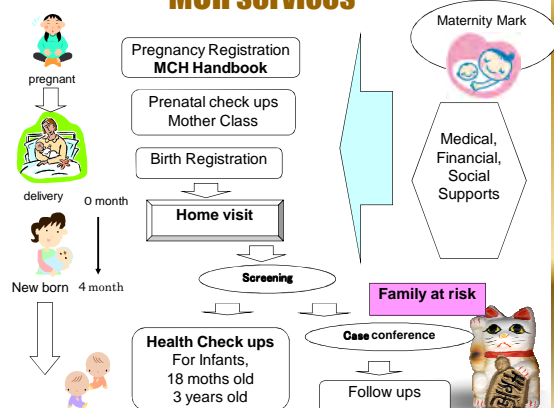 MCH services
Maternity Mark
Pregnancy Registration
MCH Handbook
pregnant
Prenatal check ups
Mother Class
Medical,
Financial,
Social
Supports
Birth Registration
delivery
0 month
Home visit
Screening
New born
4 month
Family at risk
Case conference
Health Check ups
For Infants,
18 moths old
3 years old
Follow ups